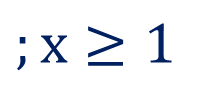 ; x ≥ 1